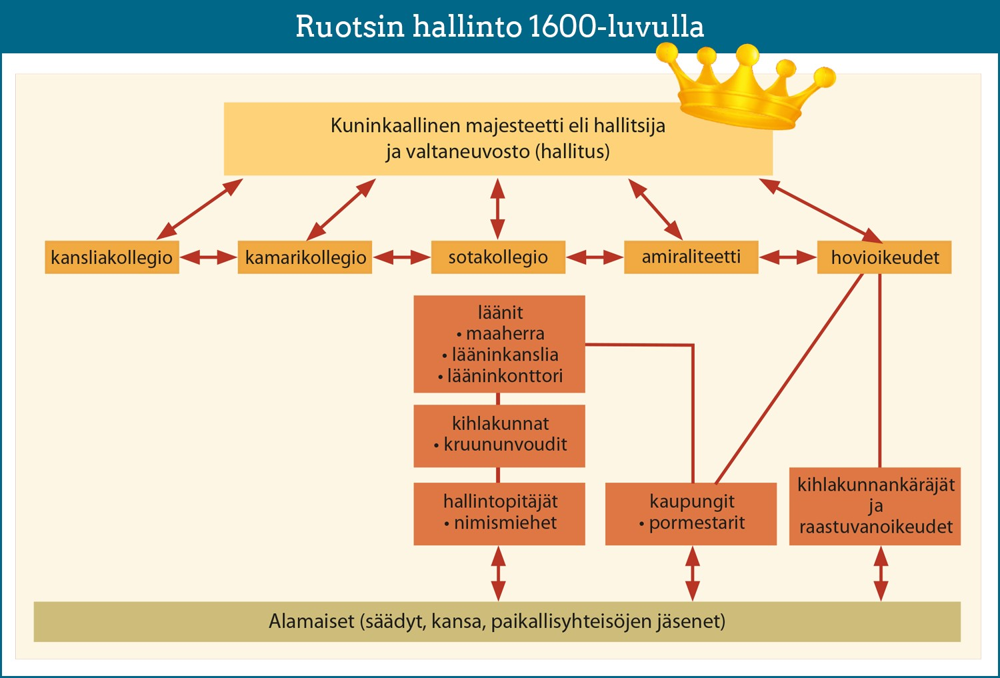 Ruotsin hallinto 1600-luvulla
Kuninkaallinen majesteetti eli hallitsija
ja valtaneuvosto (hallitus)
kansliakollegio
kamarikollegio
sotakollegio
amiraliteetti
hovioikeudet
läänit
• maaherra
• lääninkanslia
• lääninkonttori
kihlakunnat
• kruununvoudit
hallintopitäjät
• nimismiehet
kaupungit
• pormestarit
kihlakunnankäräjät
ja
raastuvanoikeudet
Alamaiset (säädyt, kansa, paikallisyhteisöjen jäsenet)